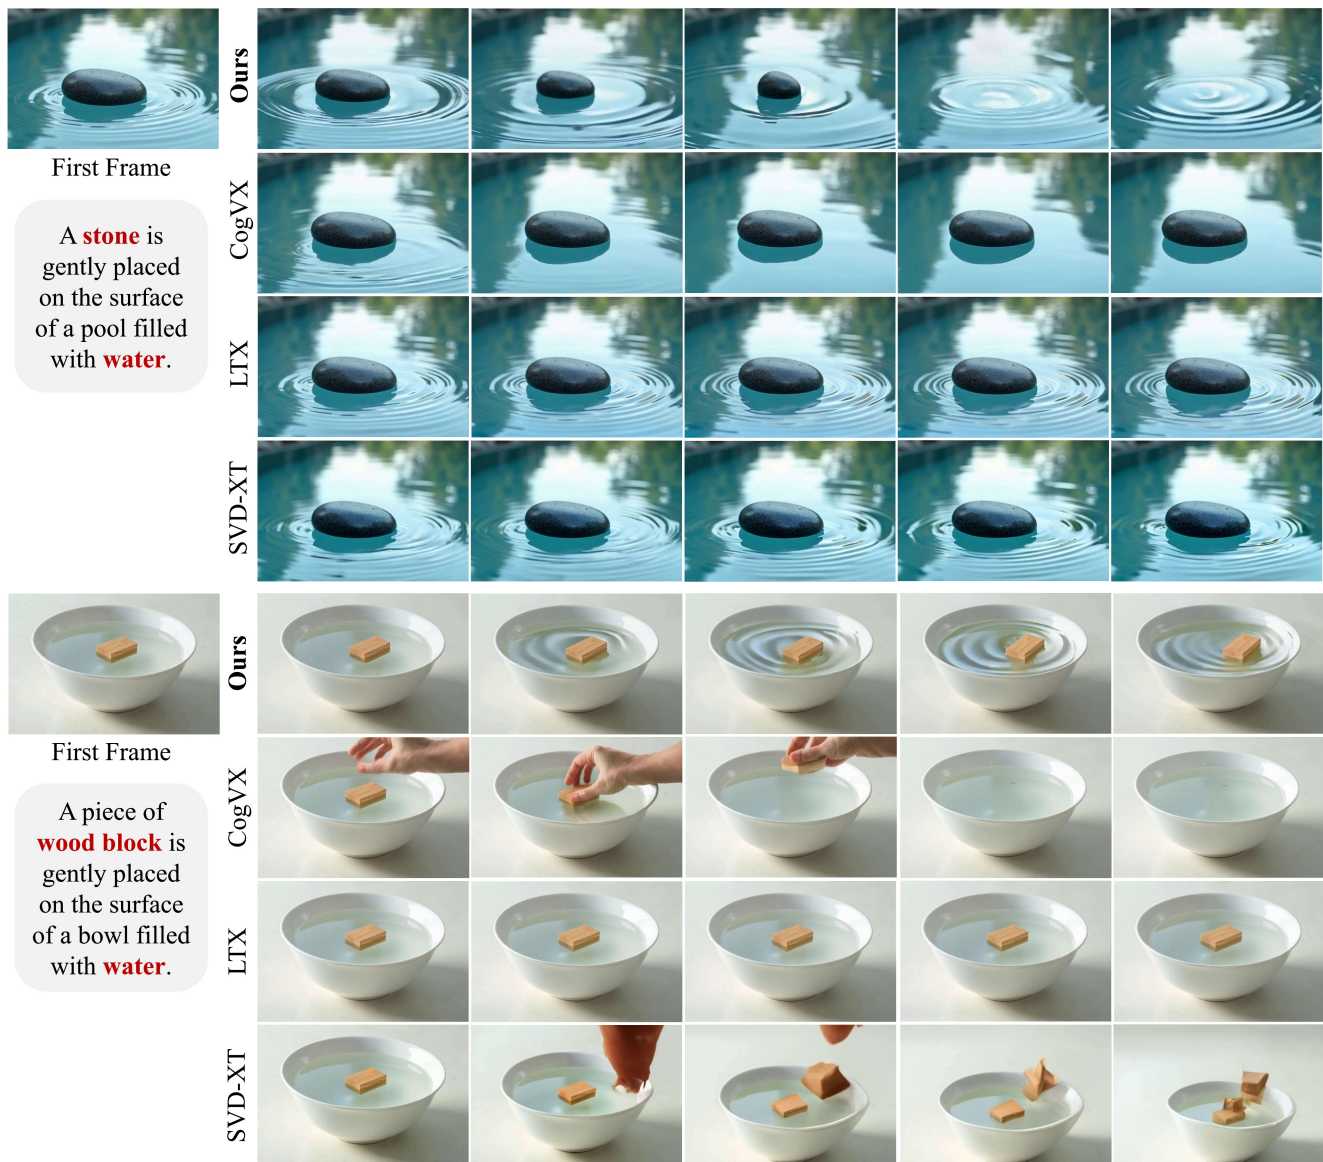 Ours
First Frame
CogVX
A stone is
gently placed
on the surface
of a pool filled
with water.
LTX
SVD-XT
Ours
First Frame
CogVX
A piece of
wood block is
gently placed
on the surface
of a bowl filled
with water.
LTX
SVD-XT